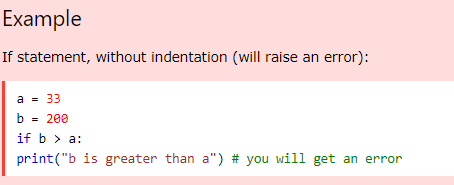 Example
If statement, without indentation (will raise an error):
a = 33
b = 200
if b > a:
print("b is greater than a") # you will get an error